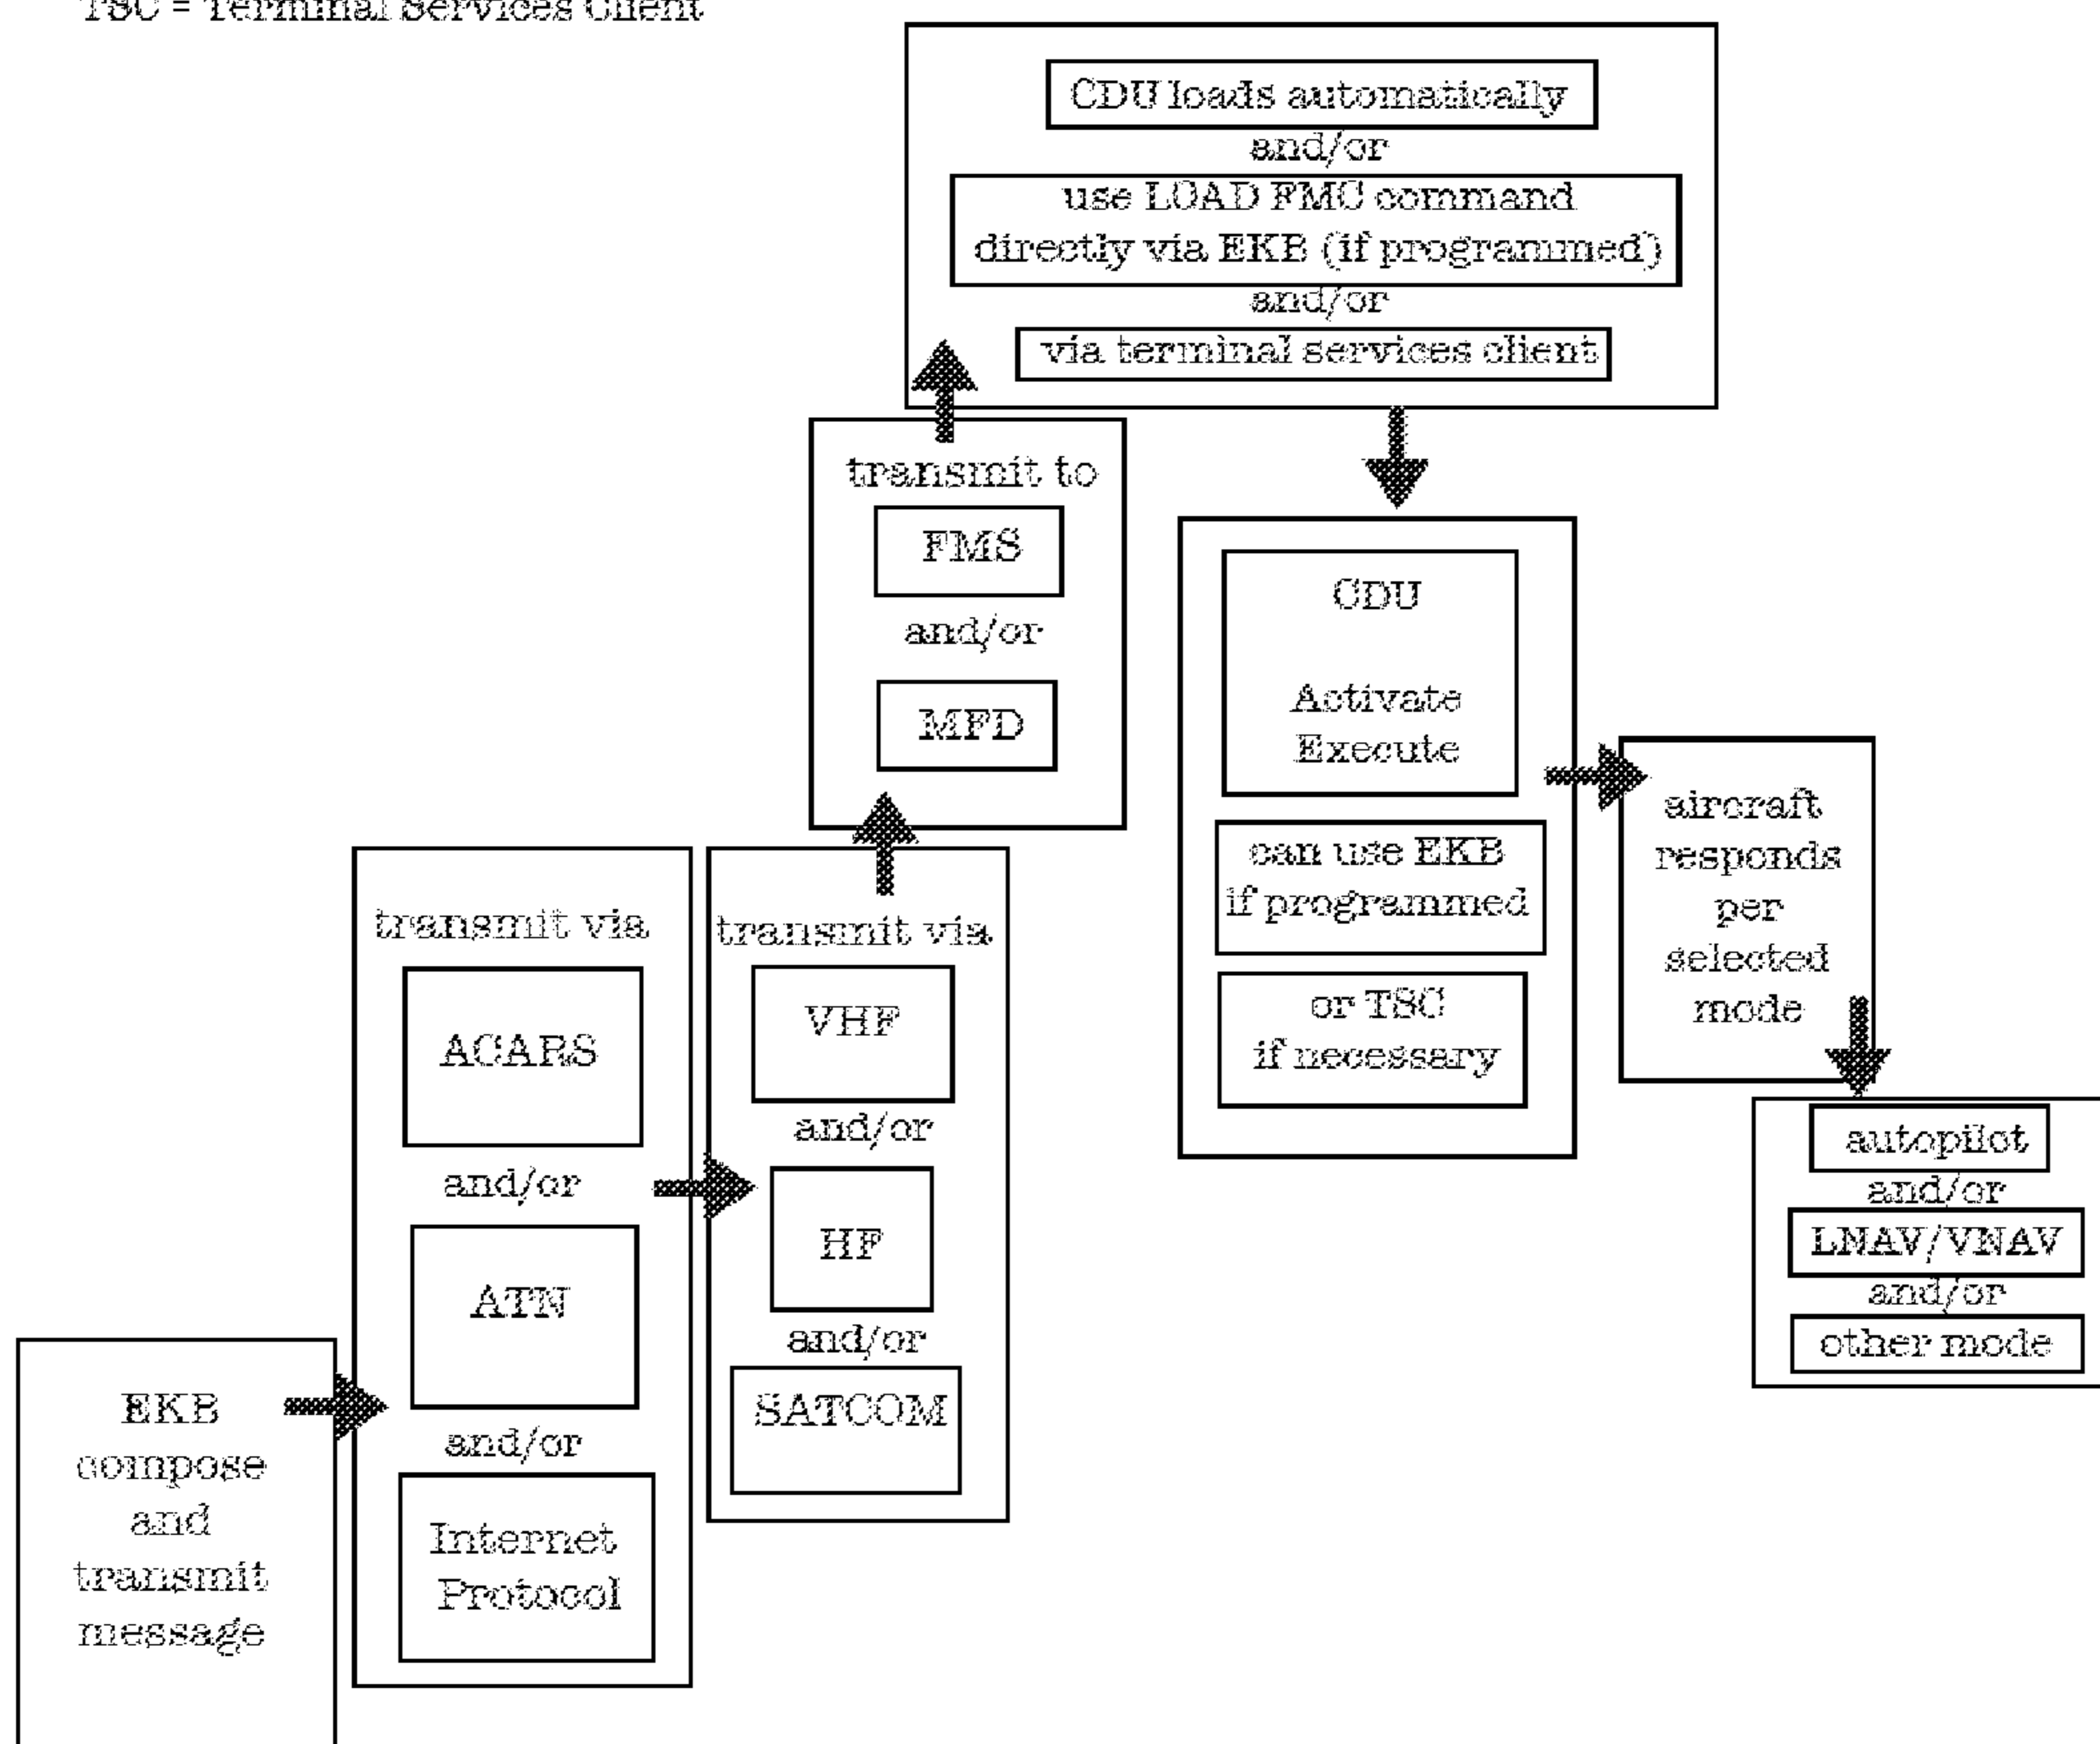 TSC = Terminal Services Client
CDU loads automatically
and/or
use LOAD FMC command
directly via EKB (if programmed)
and/or
via terminal services client
transmit to
FMS
and/or
MFD
CDU
Activate
Execute
can use EKB
if programmed
or TSC
if necessary
aircraft
responds
per
selected
mode
autopilot
and/or
LNAV/VNAV
and/or
other mode
transmit via
ACARS
and/or
ATN
and/or
Internet
Protocol
transmit via
VHF
and/or
HF
and/or
SATCOM
EKB
compose
and
transmit
message